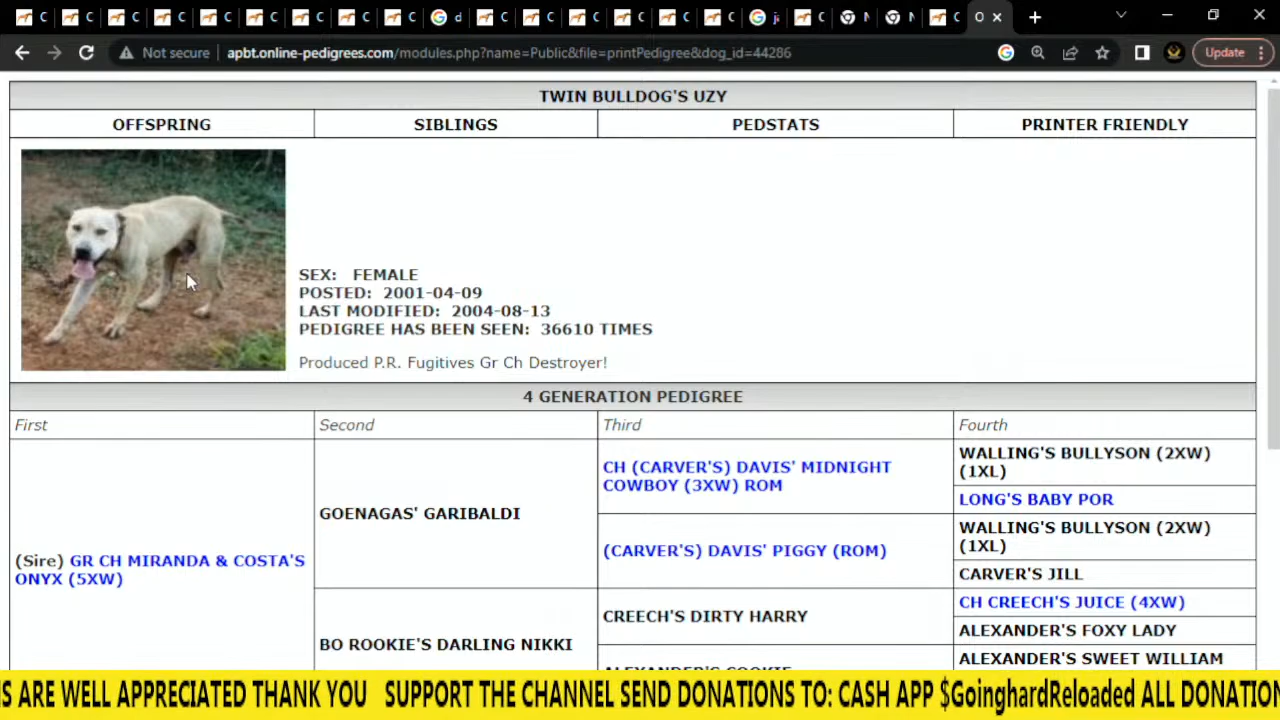 C
C
C
C
C
C
C
C
C
d
C
C
C
C
C
C
C
N
N
C
O
Not secure
apbt.online-pedigrees.com/modules.php?name=Public&file=printPedigree&dog_id=44286
Update
TWIN BULLDOG'S UZY
OFFSPRING SIBLINGS PEDSTATS PRINTER FRIENDLY
SEX: FEMALE
POSTED: 2001-04-09
LAST MODIFIED: 2004-08-13
PEDIGREE HAS BEEN SEEN: 36610 TIMES
Produced P.R. Fugitives Gr Ch Destroyer!
4 GENERATION PEDIGREE
First Second Third Fourth
(Sire) GR CH MIRANDA & COSTA'S
ONYX (5XW)
GOENAGAS' GARIBALDI
BO ROOKIE'S DARLING NIKKI
CH (CARVER'S) DAVIS' MIDNIGHT
COWBOY (3XW) ROM
(CARVER'S) DAVIS' PIGGY (ROM)
CREECH'S DIRTY HARRY
ALEXANDER'S COOKIE
WALLING'S BULLYSON (2XW)
(1XL)
LONG'S BABY POR
WALLING'S BULLYSON (2XW)
(1XL)
CARVER'S JILL
CH CREECH'S JUICE (4XW)
ALEXANDER'S FOXY LADY
ALEXANDER'S SWEET WILLIAM
S ARE WELL APPRECIATED THANK YOU SUPPORT THE CHANNEL SEND DONATIONS TO: CASH APP $GoinghardReloaded ALL DONATION